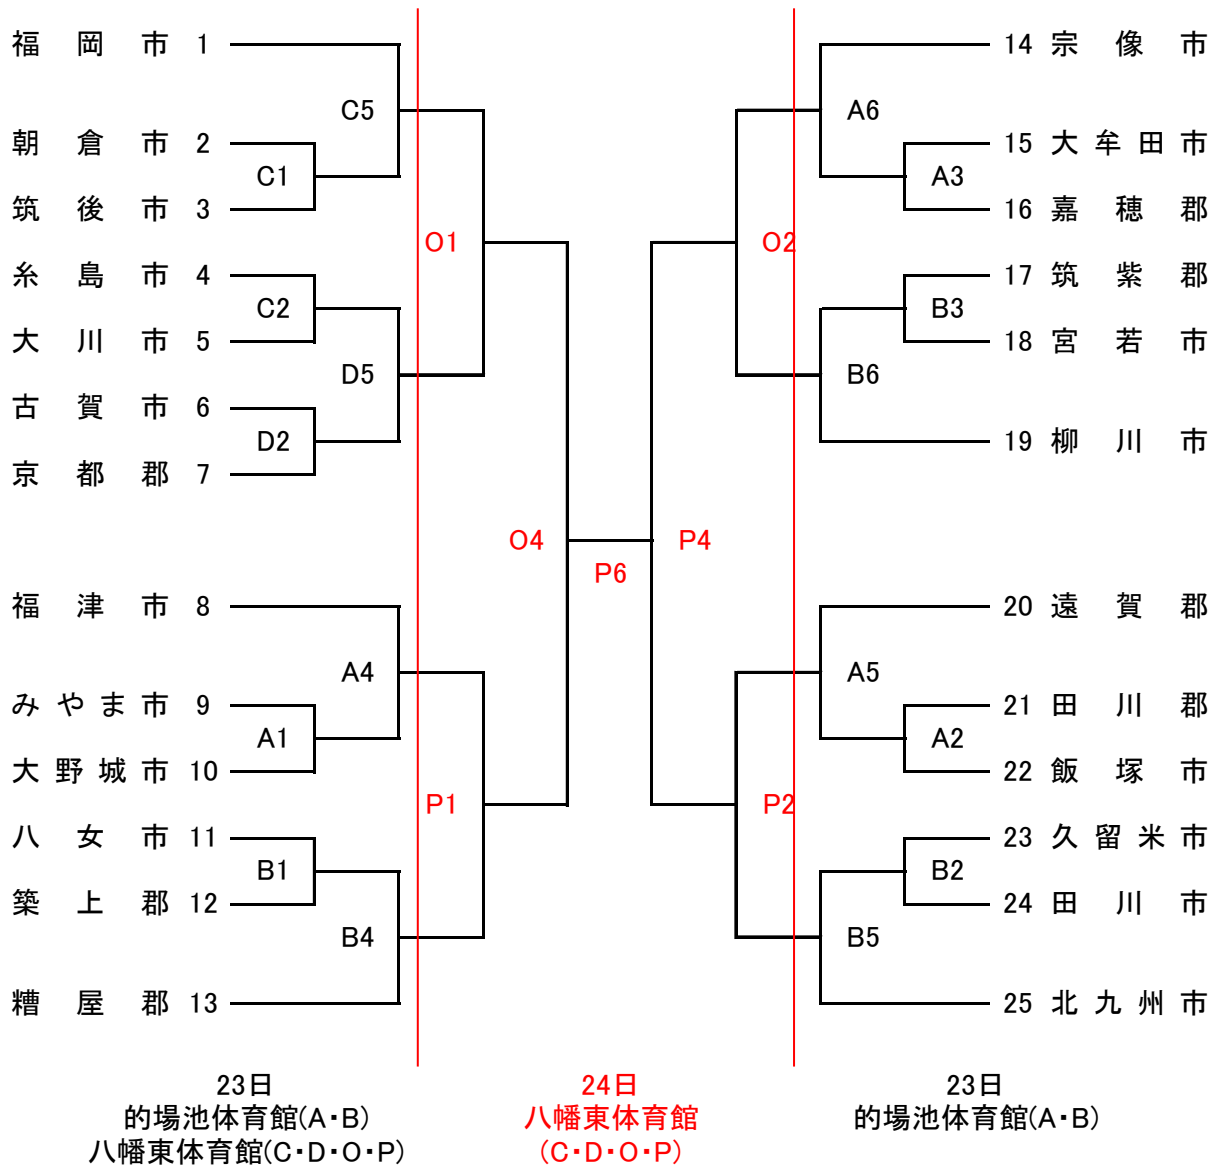 福岡市 1
C5
朝倉市 2
C1
筑後市 3
O1
糸島市 4
C2
大川市 5
D5
古賀市 6
D2
京都郡 7
O4
福津市 8
A4
みやま市 9
A1
大野城市 10
P1
八女市 11
B1
築上郡 12
B4
糟屋郡 13
P6
14 宗像市
A6
15 大牟田市
A3
16 嘉穂郡
O2
17 筑紫郡
B3
18 宮若市
B6
19 柳川市
P4
20 遠賀郡
A5
21 田川郡
A2
22 飯塚市
P2
23 久留米市
B2
24 田川市
B5
25 北九州市
23日
的場池体育館(A・B)
八幡東体育館(C・D・O・P)
24日
八幡東体育館
(C・D・O・P)
23日
的場池体育館(A・B)